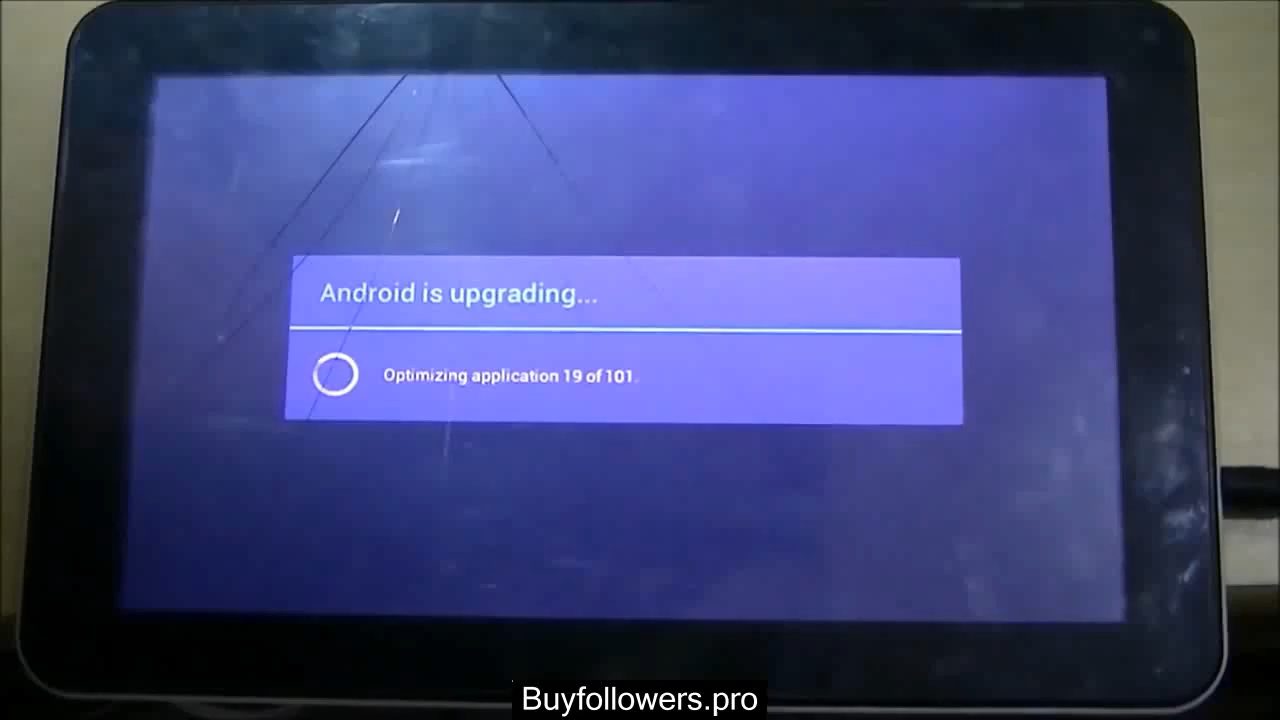 Android is upgrading...
Optimizing application 19 of 101.
Buyfollowers.pro